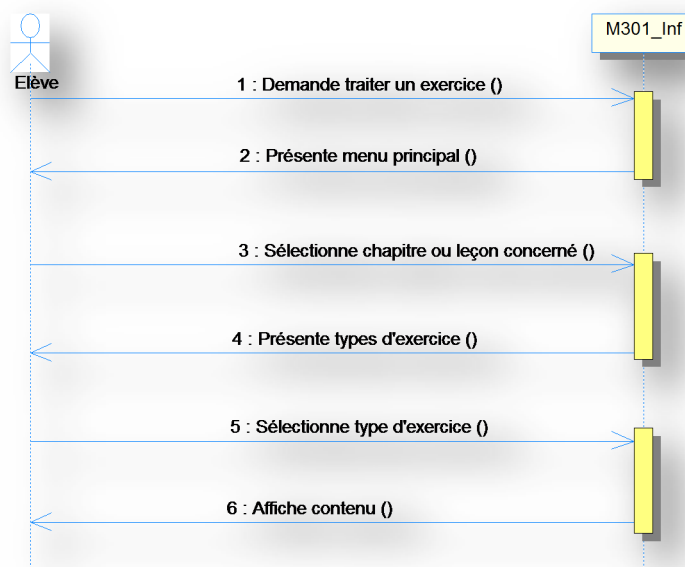 M301_Inf
Elève
1 : Demande traiter un exercice ()
2 : Présente menu principal ()
3 : Sélectionne chapitre ou leçon concerné ()
4 : Présente types d'exercice ()
5 : Sélectionne type d'exercice ()
6 : Affiche contenu ()